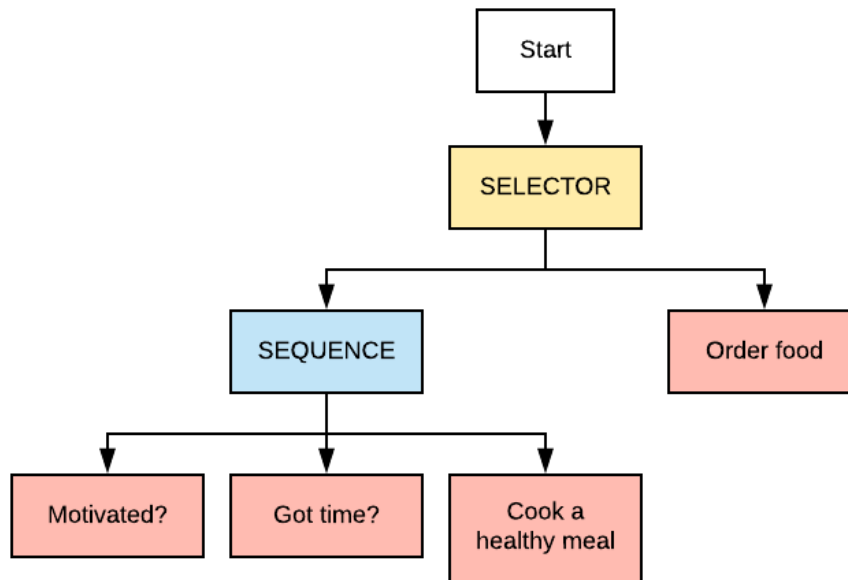 Start
SELECTOR
SEQUENCE
Order food
Motivated?
Got time?
Cook a
healthy meal